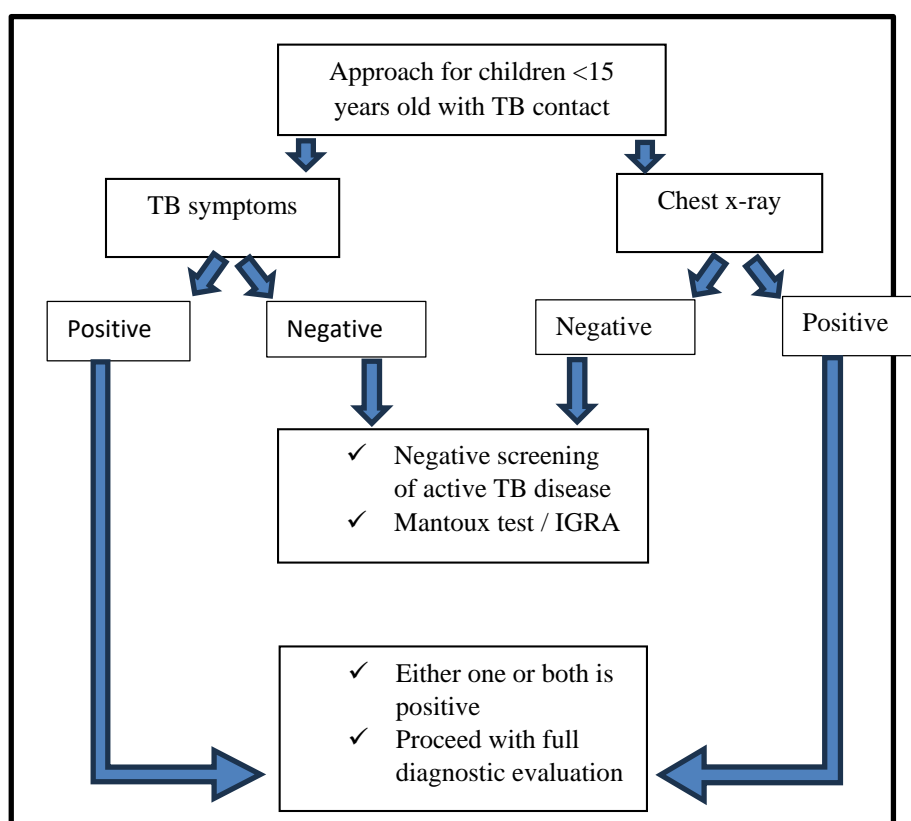 Approach for children <15
years old with TB contact
TB symptoms
Chest x-ray
Positive
Negative
Negative
Positive
✓ Negative screening
of active TB disease
✓ Mantoux test / IGRA
✓ Either one or both is
positive
✓ Proceed with full
diagnostic evaluation